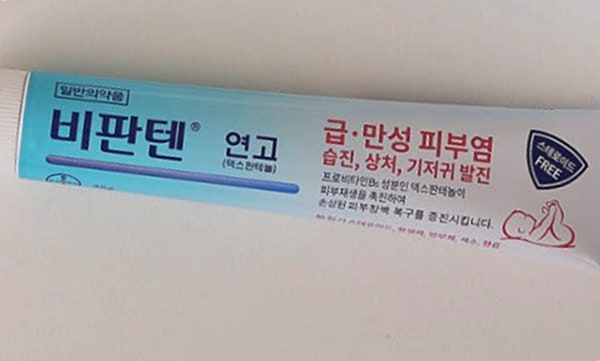 일반의약품
비판텐® 연고
(덱스판테놀)
급·만성 피부염
습진, 상처, 기저귀 발진
프로비타민B₅ 성분인 덱스판테놀이
피부재생을 촉진하여
손상된 피부장벽 복구를 증진시킵니다.
스테로이드
FREE